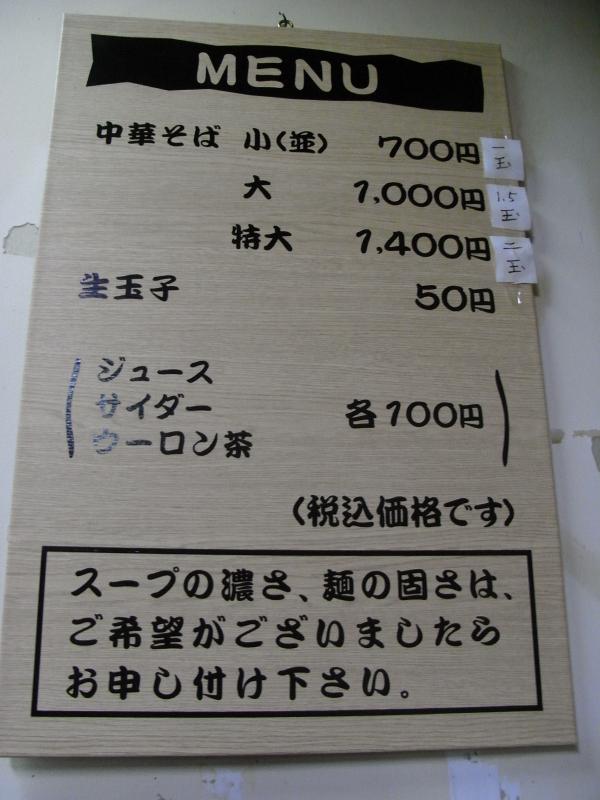 MENU
中華そば 小(並) 700円 一玉
大 1,000円 1.5玉
特大 1,400円 二玉
生玉子 50円
ジュース
サイダー 各100円
ウーロン茶
(税込価格です)
スープの濃さ、麺の固さは、
ご希望がございましたら
お申し付け下さい。